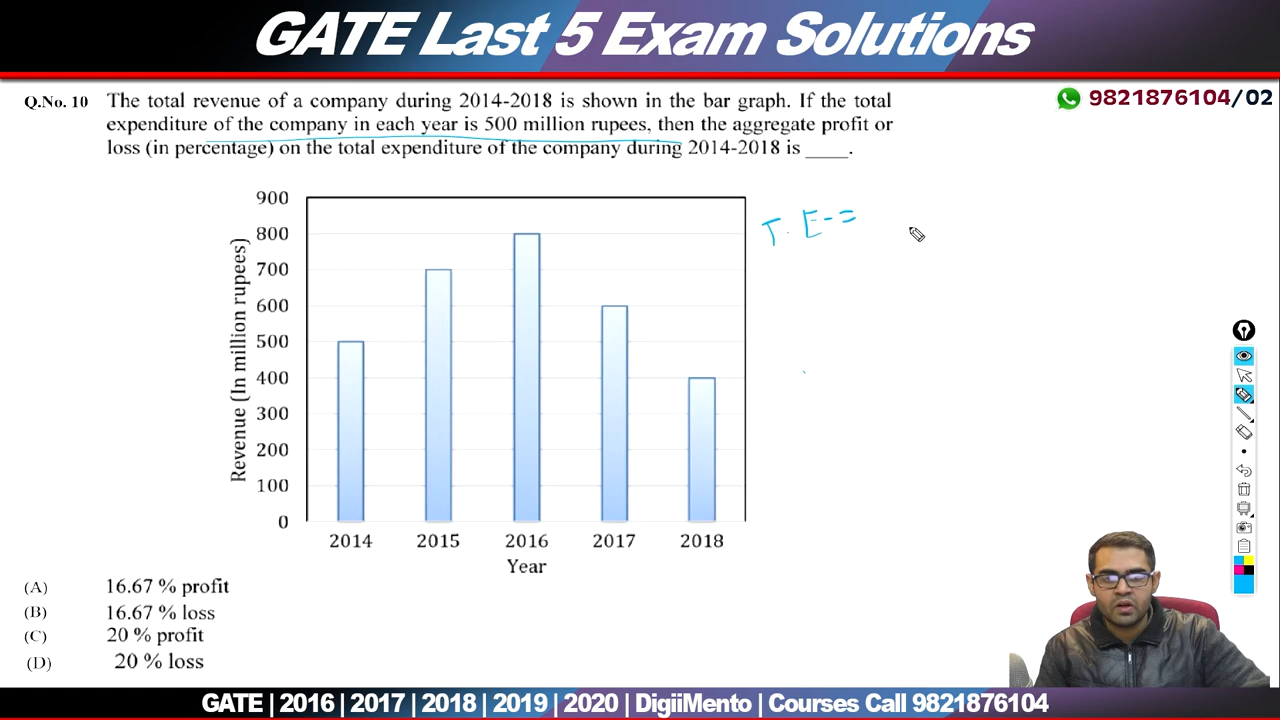 GATE Last 5 Exam Solutions
Q.No. 10 The total revenue of a company during 2014-2018 is shown in the bar graph. If the total
expenditure of the company in each year is 500 million rupees, then the aggregate profit or
loss (in percentage) on the total expenditure of the company during 2014-2018 is ____.
9821876104/02
T. E =
900
800
700
600
500
400
300
200
100
0
Revenue (In million rupees)
2014 2015 2016 2017 2018
Year
(A) 16.67 % profit
(B) 16.67 % loss
(C) 20 % profit
(D) 20 % loss
GATE | 2016 | 2017 | 2018 | 2019 | 2020 | DigiiMento | Courses Call 9821876104